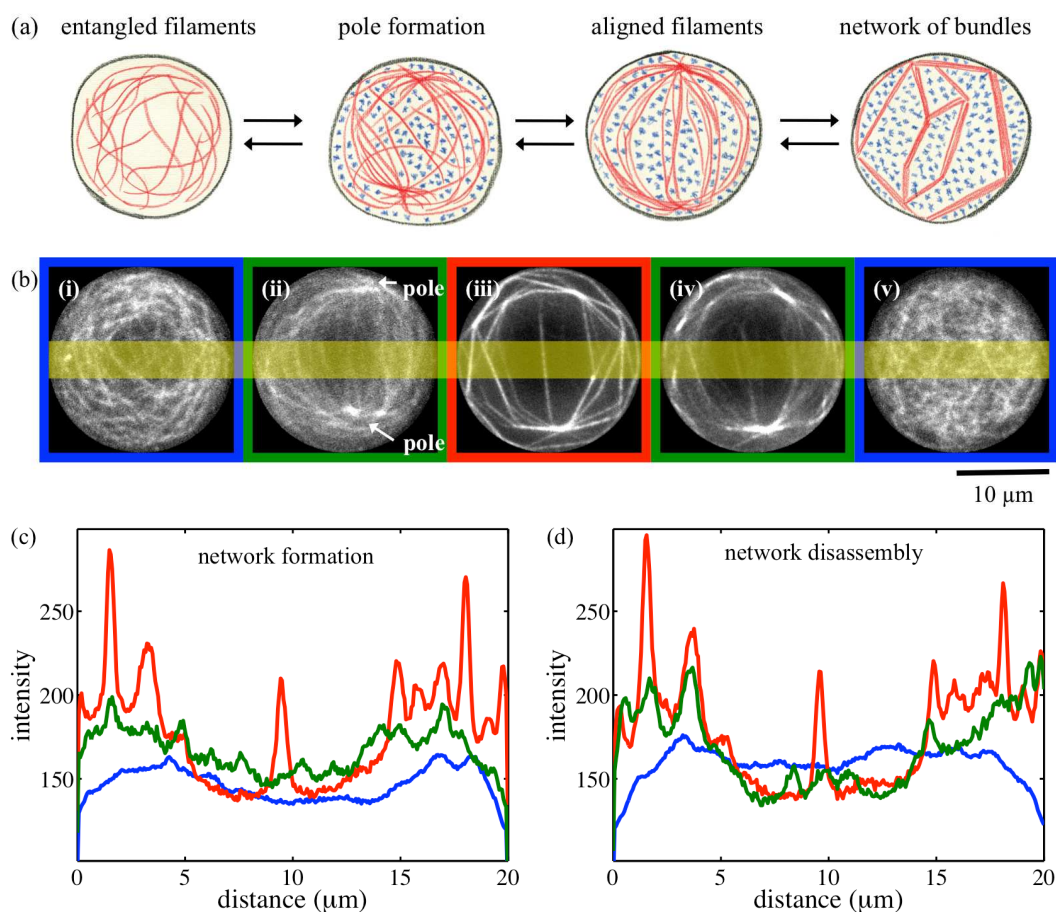 (a) entangled filaments pole formation aligned filaments network of bundles
(b) (i) (ii) pole (iii) (iv) (v)
pole
10 μm
(c) network formation (d) network disassembly
250 250
200 200
150 150
intensity intensity
0 5 10 15 20 0 5 10 15 20
distance (μm) distance (μm)